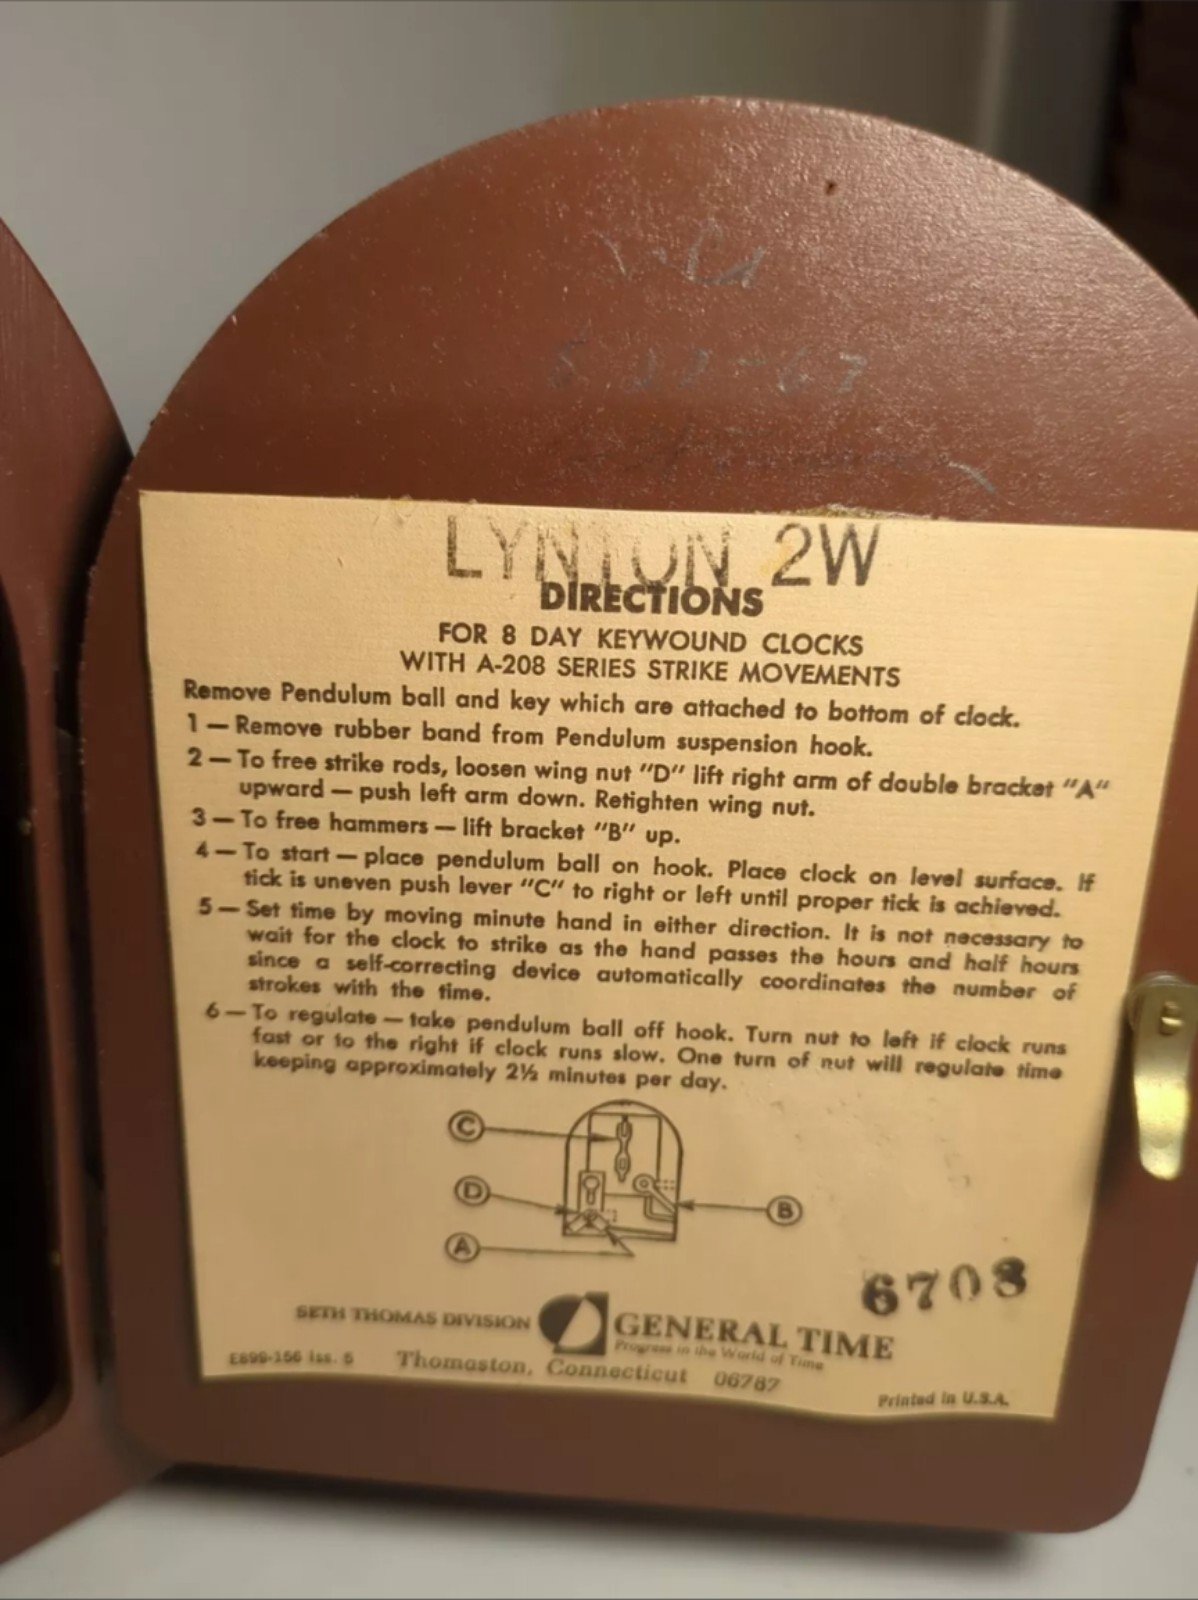 LYNTON 2W
DIRECTIONS
FOR 8 DAY KEYWOUND CLOCKS
WITH A-208 SERIES STRIKE MOVEMENTS
Remove Pendulum ball and key which are attached to bottom of clock.
1 — Remove rubber band from Pendulum suspension hook.
2 — To free strike rods, loosen wing nut "D" lift right arm of double bracket "A"
upward — push left arm down. Retighten wing nut.
3 — To free hammers — lift bracket "B" up.
4 — To start — place pendulum ball on hook. Place clock on level surface. If
tick is uneven push lever "C" to right or left until proper tick is achieved.
5 — Set time by moving minute hand in either direction. It is not necessary to
wait for the clock to strike as the hand passes the hours and half hours
since a self-correcting device automatically coordinates the number of
strokes with the time.
6 — To regulate — take pendulum ball off hook. Turn nut to left if clock runs
fast or to the right if clock runs slow. One turn of nut will regulate time
keeping approximately 2½ minutes per day.
C
D
B
A
6708
SETH THOMAS DIVISION GENERAL TIME
Progress in the World of Time
E699-156 Iss. 5 Thomaston, Connecticut 06787
Printed in U.S.A.